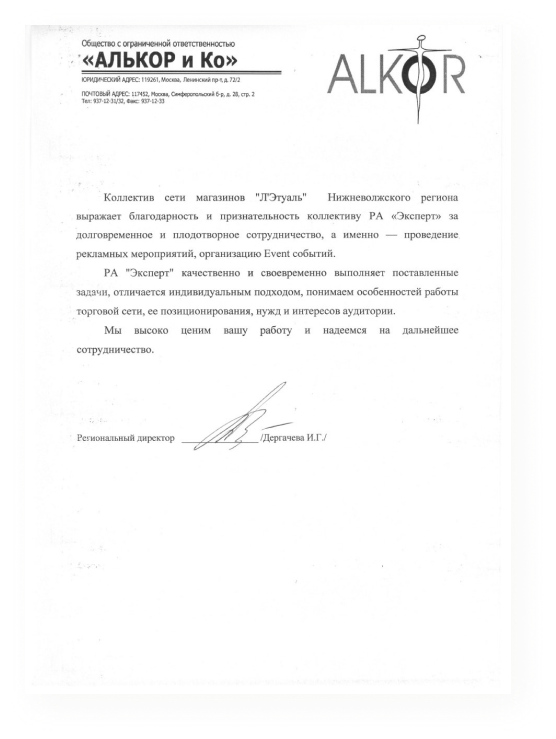 Общество с ограниченной ответственностью
«АЛЬКОР и Ко»
ЮРИДИЧЕСКИЙ АДРЕС: 119261, Москва, Ленинский пр-т, д. 72/2
ПОЧТОВЫЙ АДРЕС: 117452, Москва, Симферопольский б-р, д. 28, стр. 2
Тел: 937-12-31/32, Факс: 937-12-33
ALKOR
Коллектив сети магазинов "Л'Этуаль" Нижневолжского региона
выражает благодарность и признательность коллективу РА «Эксперт» за
долговременное и плодотворное сотрудничество, а именно — проведение
рекламных мероприятий, организацию Event событий.
РА "Эксперт" качественно и своевременно выполняет поставленные
задачи, отличается индивидуальным подходом, понимаем особенностей работы
торговой сети, ее позиционирования, нужд и интересов аудитории.
Мы высоко ценим вашу работу и надеемся на дальнейшее
сотрудничество.
Региональный директор /Дергачева И.Г./